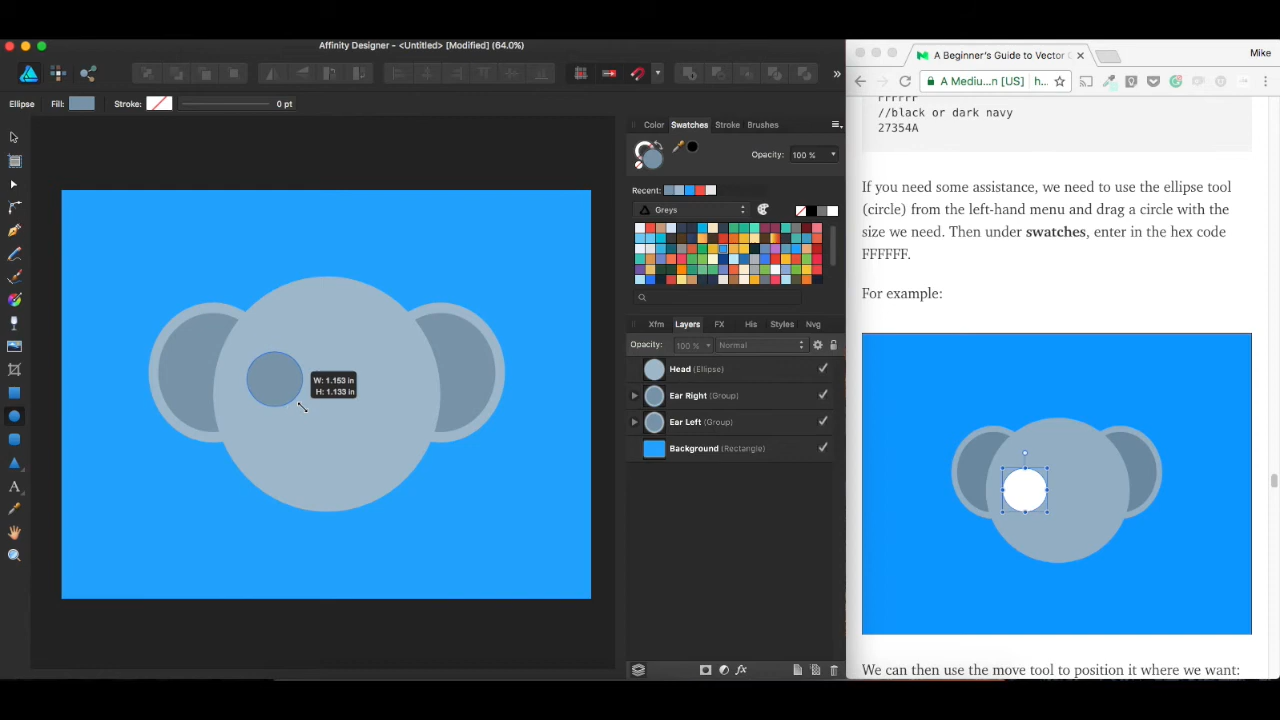 Affinity Designer - <Untitled> [Modified] (64.0%)
Ellipse
Fill:
Stroke:
0 pt
Color
Swatches
Stroke
Brushes
Opacity:
100 %
Recent:
Greys
Xfm
Layers
FX
His
Styles
Nvg
Opacity:
100 %
Normal
Head (Ellipse)
Ear Right (Group)
Ear Left (Group)
Background (Rectangle)
W: 1.153 in
H: 1.133 in
A Beginner's Guide to Vector
Mike
A Medium...n [US]
h...
FFFFFF
//black or dark navy
27354A
If you need some assistance, we need to use the ellipse tool
(circle) from the left-hand menu and drag a circle with the
size we need. Then under swatches, enter in the hex code
FFFFFF.
For example:
We can then use the move tool to position it where we want: